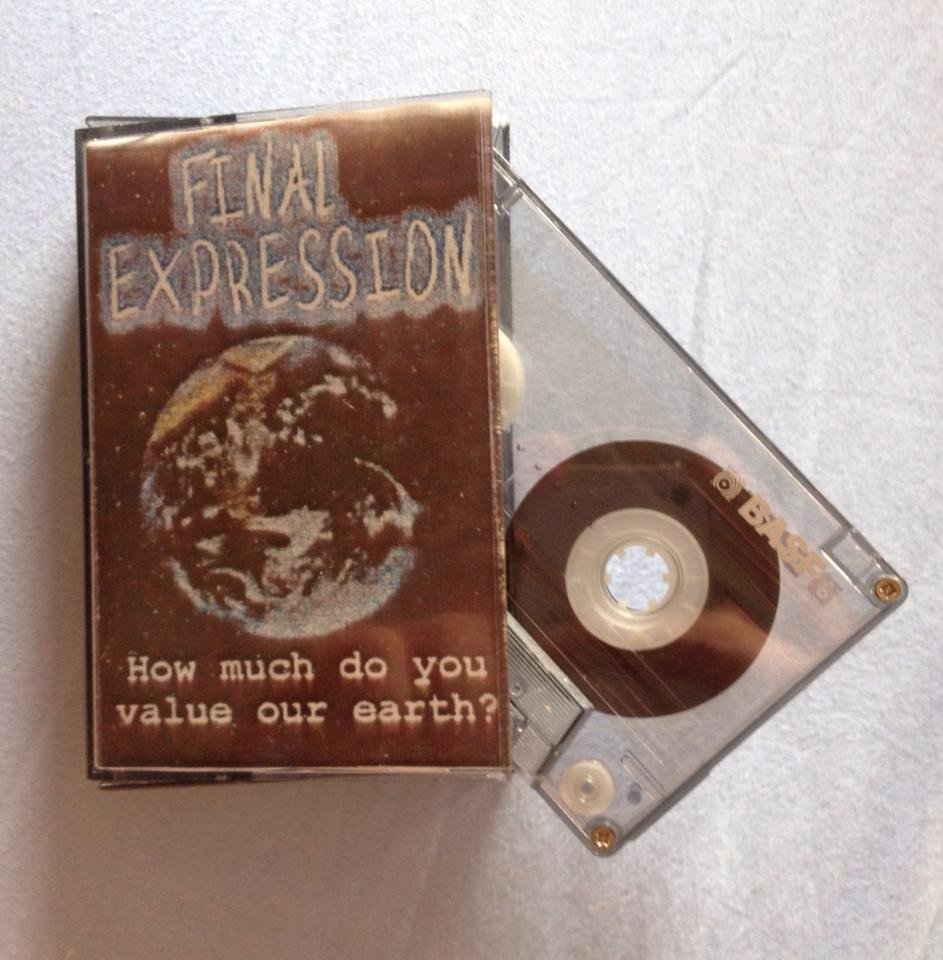 FINAL
EXPRESSION
How much do you
value our earth?
BASF